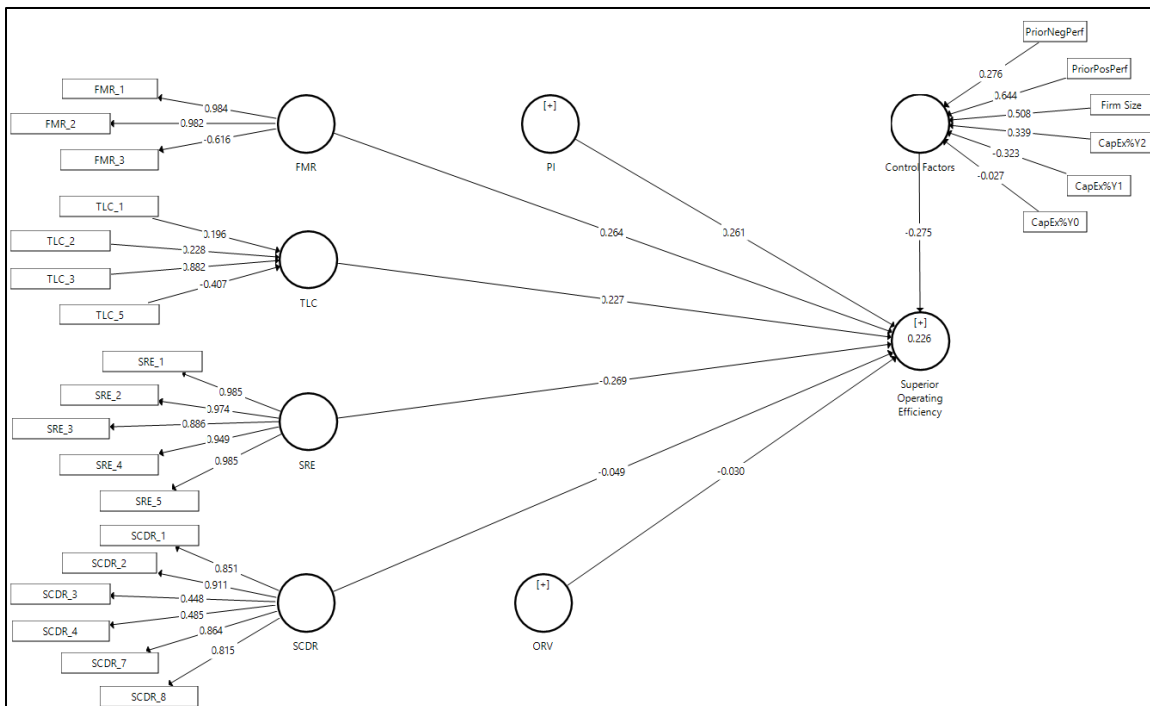 PriorNegPerf
0.276
PriorPosPerf
0.644
Firm Size
0.508
CapEx%Y2
0.339
CapEx%Y1
-0.323
CapEx%Y0
-0.027
Control Factors
-0.275
FMR_1
0.984
FMR_2
0.982
FMR_3
-0.616
FMR
0.264
[+]
PI
0.261
TLC_1
0.196
TLC_2
0.228
TLC_3
0.882
TLC_5
-0.407
TLC
0.227
[+]
0.226
Superior
Operating
Efficiency
SRE_1
0.985
SRE_2
0.974
SRE_3
0.886
SRE_4
0.949
SRE_5
0.985
SRE
-0.269
SCDR_1
0.851
SCDR_2
0.911
SCDR_3
0.448
SCDR_4
0.485
SCDR_7
0.864
SCDR_8
0.815
SCDR
-0.049
[+]
ORV
-0.030